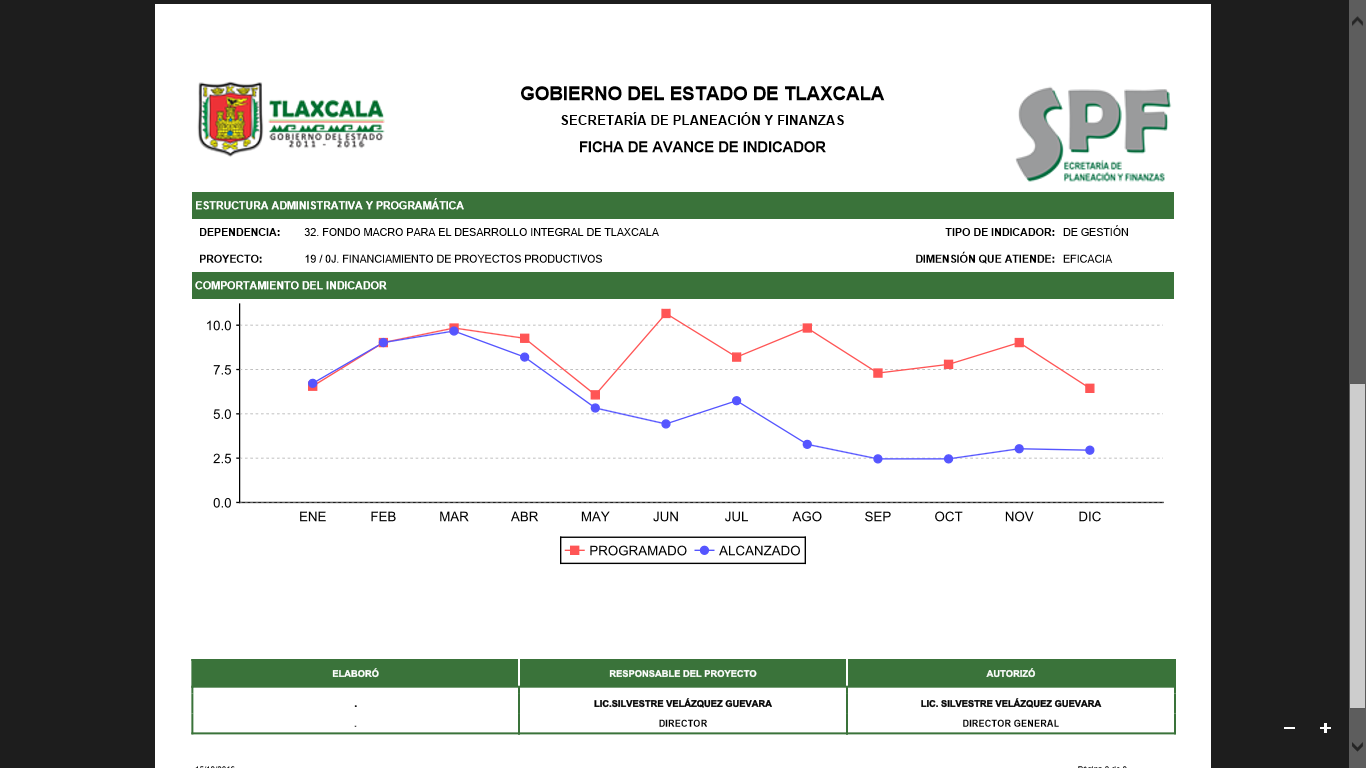 TLAXCALA
GOBIERNO DEL ESTADO
2011 - 2016
GOBIERNO DEL ESTADO DE TLAXCALA
SECRETARÍA DE PLANEACIÓN Y FINANZAS
FICHA DE AVANCE DE INDICADOR
SPF
ECRETARÍA DE
PLANEACIÓN Y FINANZAS
ESTRUCTURA ADMINISTRATIVA Y PROGRAMÁTICA
DEPENDENCIA: 32. FONDO MACRO PARA EL DESARROLLO INTEGRAL DE TLAXCALA TIPO DE INDICADOR: DE GESTIÓN
PROYECTO: 19 / 0J. FINANCIAMIENTO DE PROYECTOS PRODUCTIVOS DIMENSIÓN QUE ATIENDE: EFICACIA
COMPORTAMIENTO DEL INDICADOR
10.0
7.5
5.0
2.5
0.0
ENE FEB MAR ABR MAY JUN JUL AGO SEP OCT NOV DIC
PROGRAMADO ALCANZADO
ELABORÓ RESPONSABLE DEL PROYECTO AUTORIZÓ
. LIC.SILVESTRE VELÁZQUEZ GUEVARA LIC. SILVESTRE VELÁZQUEZ GUEVARA
. DIRECTOR DIRECTOR GENERAL